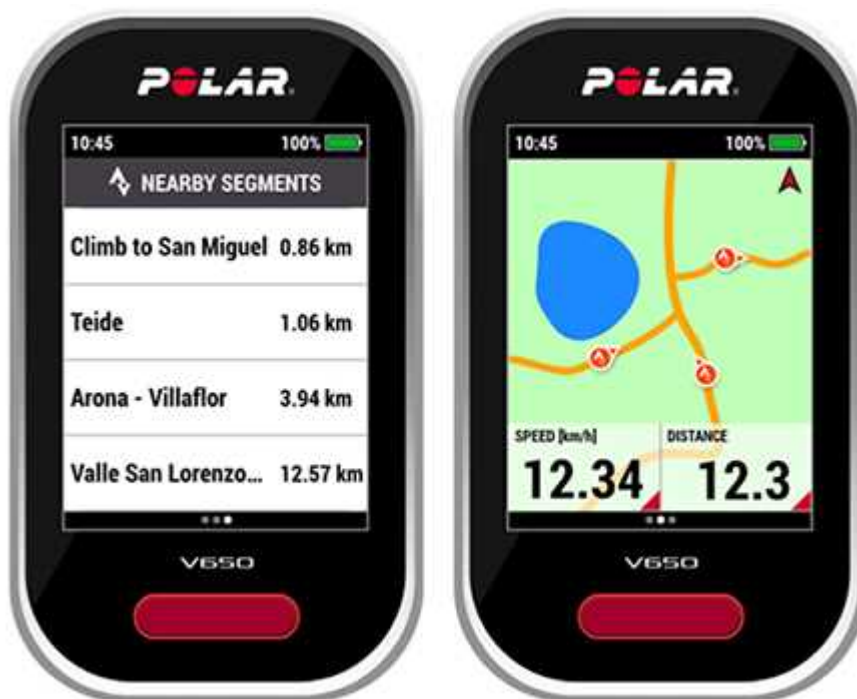 POLAR
10:45 100%
NEARBY SEGMENTS
Climb to San Miguel 0.86 km
Teide 1.06 km
Arona - Villaflor 3.94 km
Valle San Lorenzo... 12.57 km
V650
POLAR
10:45 100%
SPEED [km/h] DISTANCE
12.34 12.3
V650